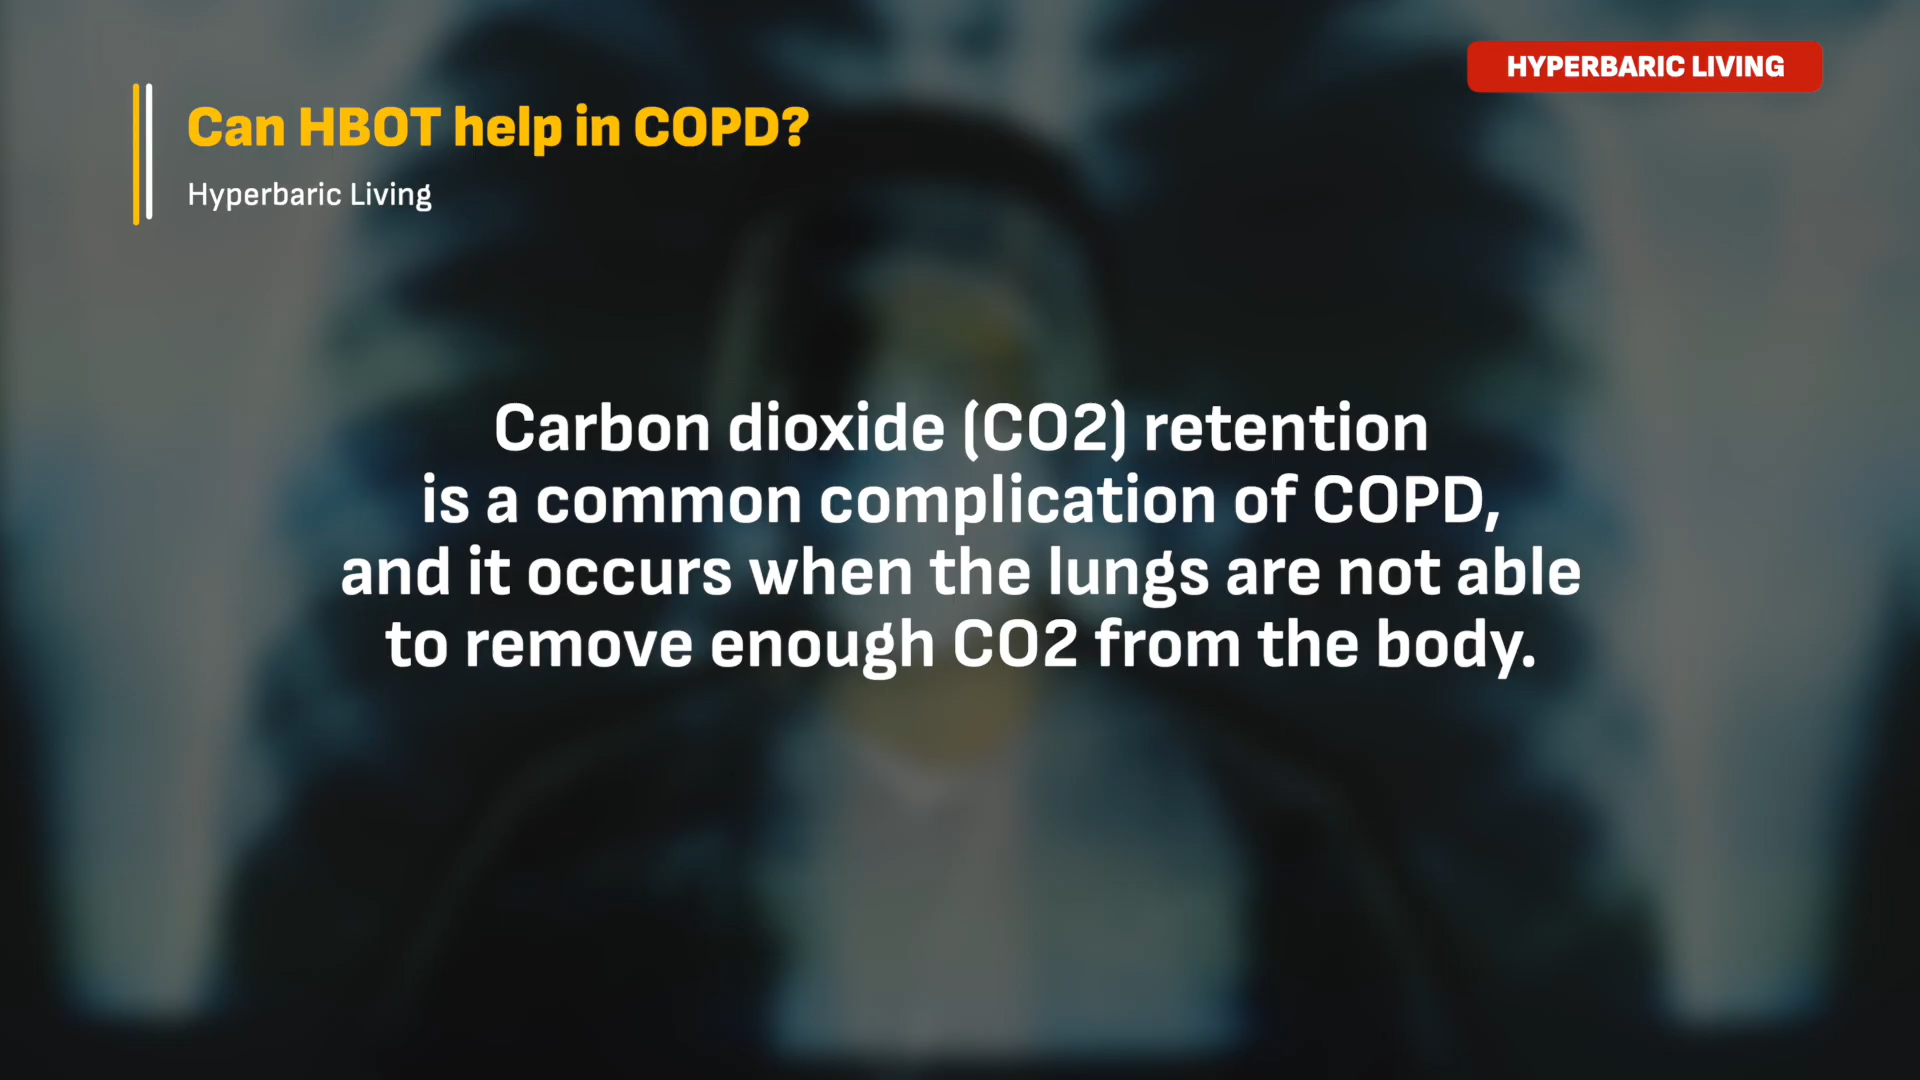 HYPERBARIC LIVING
Can HBOT help in COPD?
Hyperbaric Living
Carbon dioxide (CO2) retention
is a common complication of COPD,
and it occurs when the lungs are not able
to remove enough CO2 from the body.